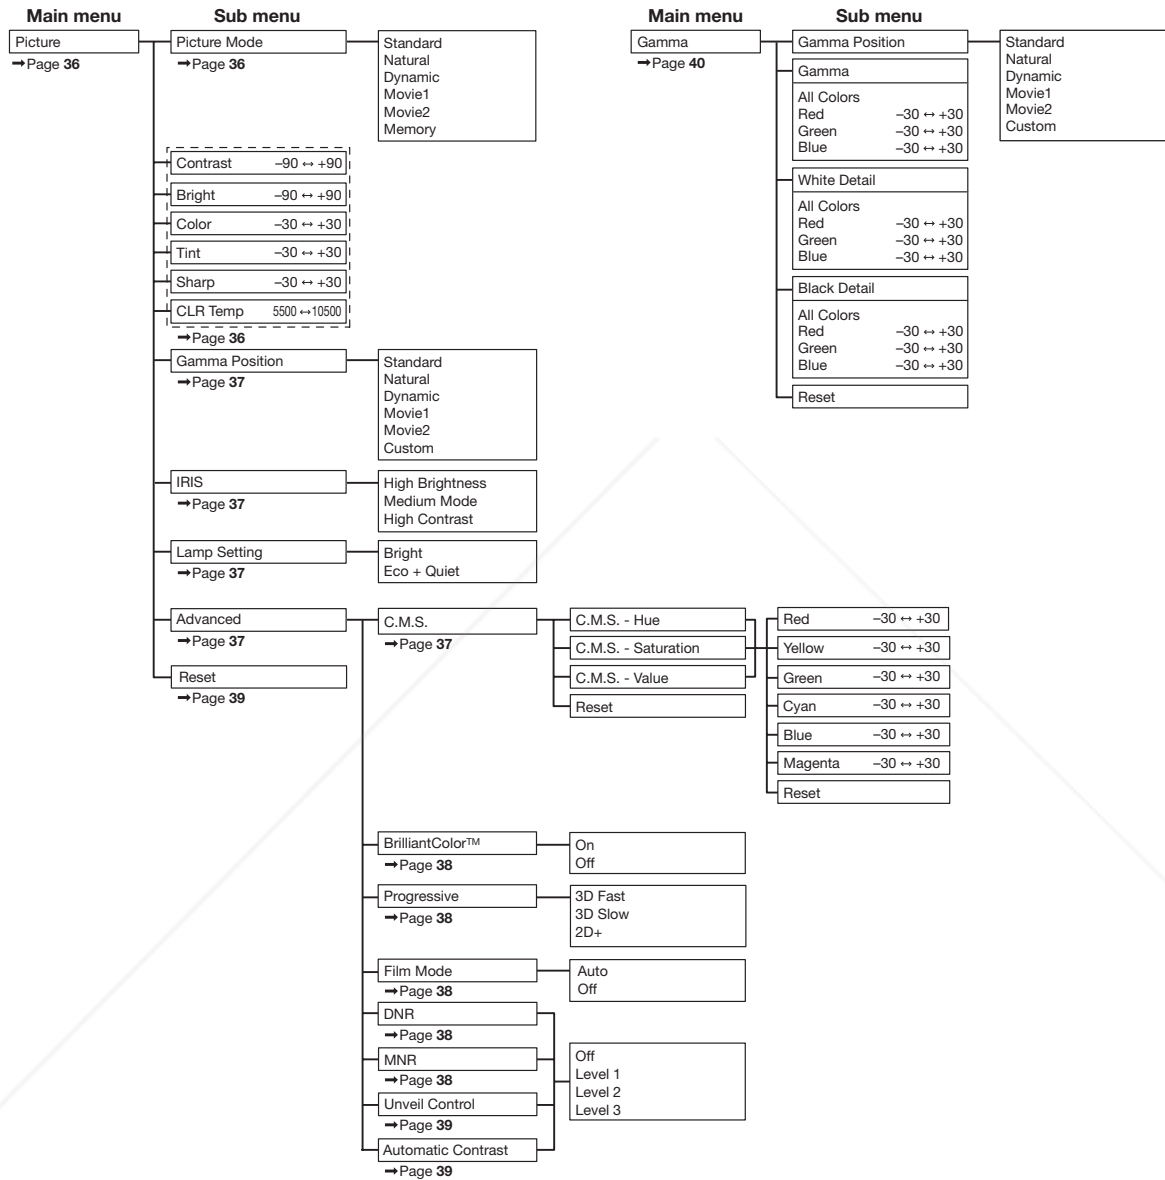 Main menu
Sub menu
Picture
➞Page 36
Picture Mode
➞Page 36
Standard
Natural
Dynamic
Movie1
Movie2
Memory
Contrast –90 ↔ +90
Bright –90 ↔ +90
Color –30 ↔ +30
Tint –30 ↔ +30
Sharp –30 ↔ +30
CLR Temp 5500 ↔ 10500
➞Page 36
Gamma Position
➞Page 37
Standard
Natural
Dynamic
Movie1
Movie2
Custom
IRIS
➞Page 37
High Brightness
Medium Mode
High Contrast
Lamp Setting
➞Page 37
Bright
Eco + Quiet
Advanced
➞Page 37
Reset
➞Page 39
C.M.S.
➞Page 37
C.M.S. - Hue
C.M.S. - Saturation
C.M.S. - Value
Reset
Red –30 ↔ +30
Yellow –30 ↔ +30
Green –30 ↔ +30
Cyan –30 ↔ +30
Blue –30 ↔ +30
Magenta –30 ↔ +30
Reset
BrilliantColor™
➞Page 38
On
Off
Progressive
➞Page 38
3D Fast
3D Slow
2D+
Film Mode
➞Page 38
Auto
Off
DNR
➞Page 38
MNR
➞Page 38
Unveil Control
➞Page 39
Automatic Contrast
➞Page 39
Off
Level 1
Level 2
Level 3
Main menu
Sub menu
Gamma
➞Page 40
Gamma Position
Standard
Natural
Dynamic
Movie1
Movie2
Custom
Gamma
All Colors
Red –30 ↔ +30
Green –30 ↔ +30
Blue –30 ↔ +30
White Detail
All Colors
Red –30 ↔ +30
Green –30 ↔ +30
Blue –30 ↔ +30
Black Detail
All Colors
Red –30 ↔ +30
Green –30 ↔ +30
Blue –30 ↔ +30
Reset